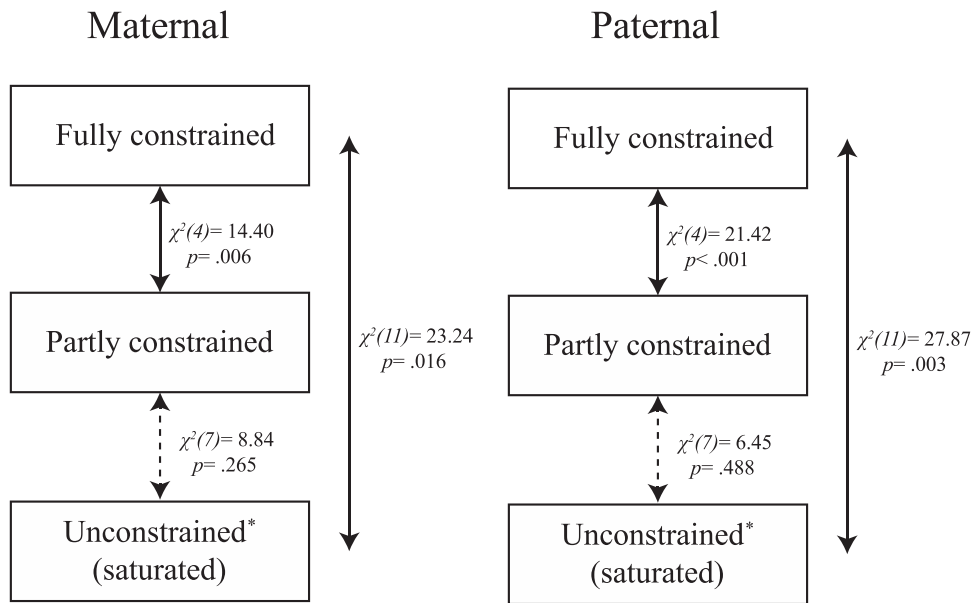 Maternal
Fully constrained
χ²(4)= 14.40
p= .006
Partly constrained
χ²(11)= 23.24
p= .016
χ²(7)= 8.84
p= .265
Unconstrained*
(saturated)
Paternal
Fully constrained
χ²(4)= 21.42
p< .001
Partly constrained
χ²(11)= 27.87
p= .003
χ²(7)= 6.45
p= .488
Unconstrained*
(saturated)